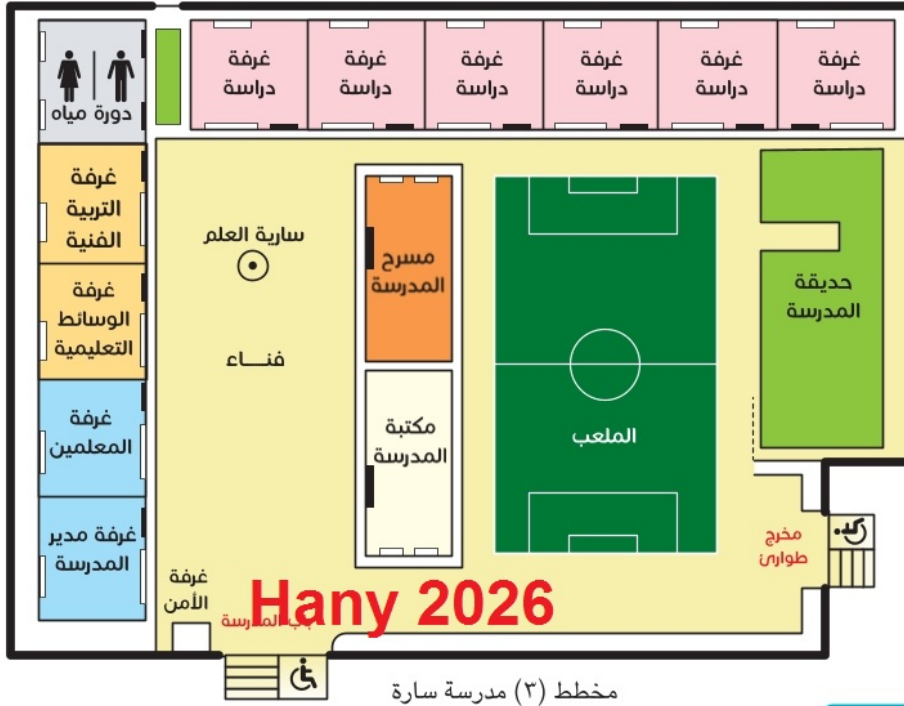 غرفة
دراسة
غرفة
دراسة
غرفة
دراسة
غرفة
دراسة
غرفة
دراسة
غرفة
دراسة
دورة مياه
غرفة
التربية
الفنية
غرفة
الوسائط
التعليمية
غرفة
المعلمين
غرفة مدير
المدرسة
سارية العلم
فنـــاء
مسرح
المدرسة
مكتبة
المدرسة
الملعب
حديقة
المدرسة
مخرج
طوارئ
غرفة
الأمن
باب المدرسة
Hany 2026
مخطط (٣) مدرسة سارة